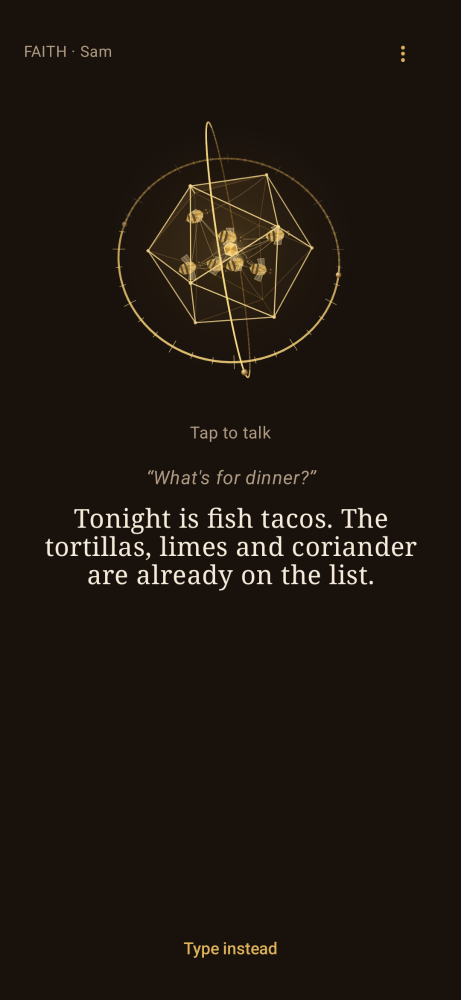 FAITH · Sam
Tap to talk
“What's for dinner?”
Tonight is fish tacos. The
tortillas, limes and coriander
are already on the list.
Type instead